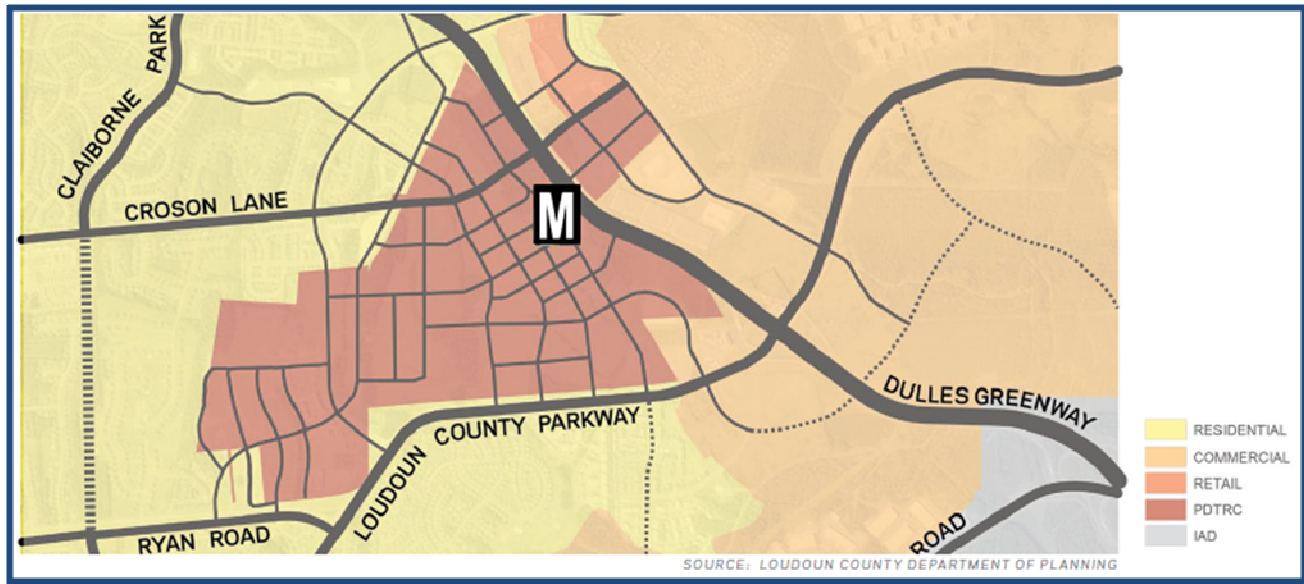 CLAIBORNE PARK
CROSON LANE
M
DULLES GREENWAY
LOUDOUN COUNTY PARKWAY
RYAN ROAD
ROAD
RESIDENTIAL
COMMERCIAL
RETAIL
PDTRC
IAD
SOURCE: LOUDOUN COUNTY DEPARTMENT OF PLANNING